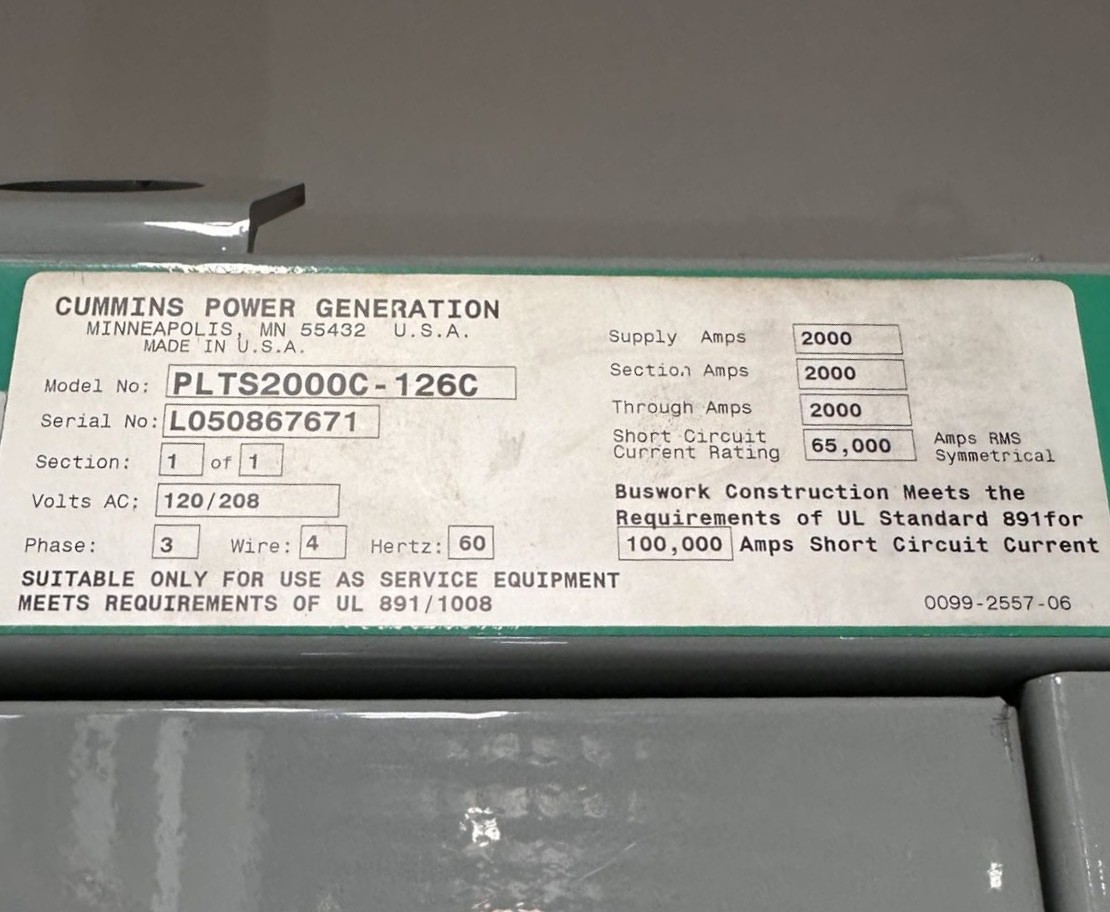 CUMMINS POWER GENERATION
MINNEAPOLIS, MN 55432 U.S.A.
MADE IN U.S.A.
Model No: PLTS2000C-126C
Serial No: L050867671
Section: 1 of 1
Volts AC: 120/208
Phase: 3 Wire: 4 Hertz: 60
SUITABLE ONLY FOR USE AS SERVICE EQUIPMENT
MEETS REQUIREMENTS OF UL 891/1008
Supply Amps 2000
Section Amps 2000
Through Amps 2000
Short Circuit
Current Rating 65,000 Amps RMS
Symmetrical
Buswork Construction Meets the
Requirements of UL Standard 891for
100,000 Amps Short Circuit Current
0099-2557-06